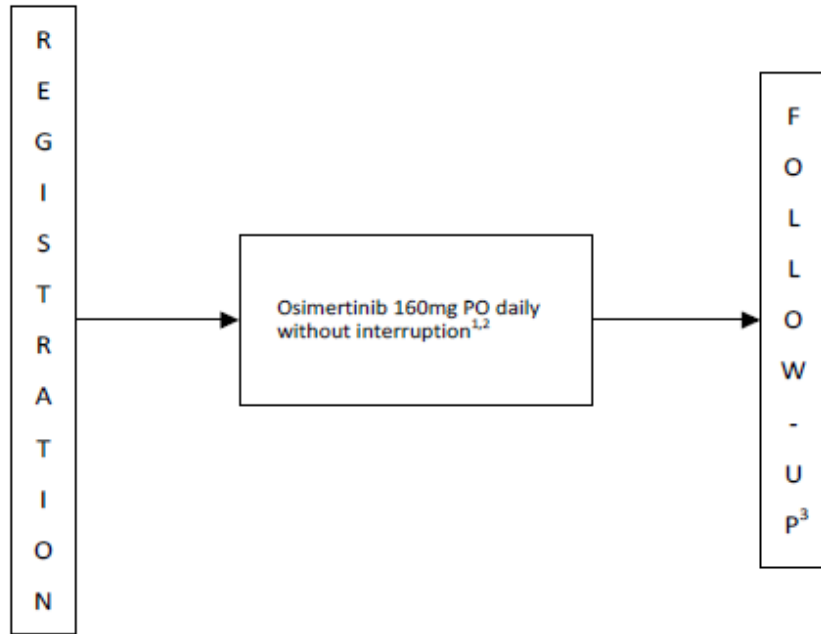 R
E
G
I
S
T
R
A
T
I
O
N
Osimertinib 160mg PO daily
without interruption1,2
F
O
L
L
O
W
-
U
P3